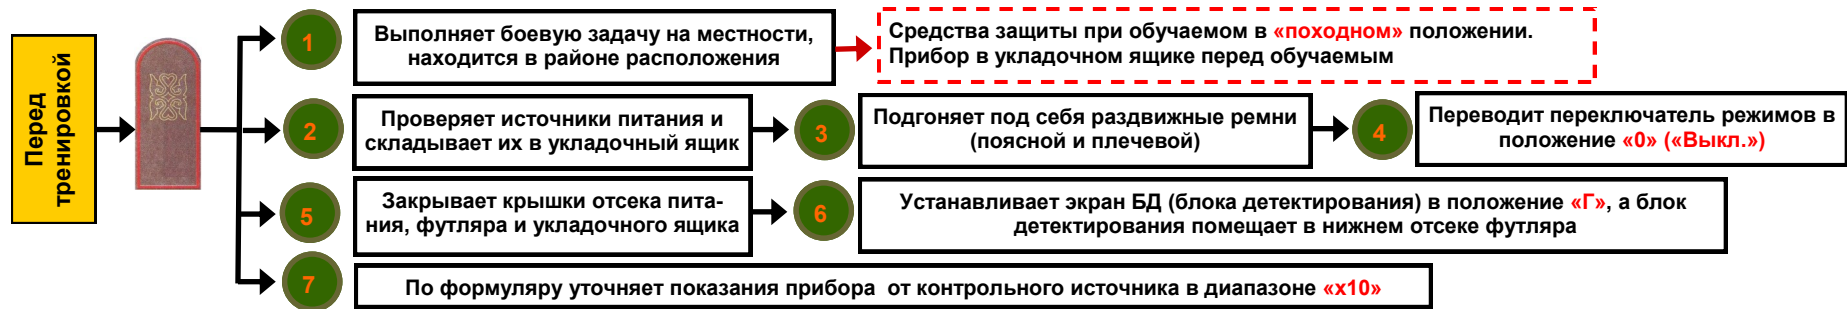 Перед
тренировкой
1
Выполняет боевую задачу на местности,
находится в районе расположения
Средства защиты при обучаемом в «походном» положении.
Прибор в укладочном ящике перед обучаемым
2
Проверяет источники питания и
складывает их в укладочный ящик
3
Подгоняет под себя раздвижные ремни
(поясной и плечевой)
4
Переводит переключатель режимов в
положение «0» («Выкл.»)
5
Закрывает крышки отсека пита-
ния, футляра и укладочного ящика
6
Устанавливает экран БД (блока детектирования) в положение «Г», а блок
детектирования помещает в нижнем отсеке футляра
7
По формуляру уточняет показания прибора от контрольного источника в диапазоне «х10»